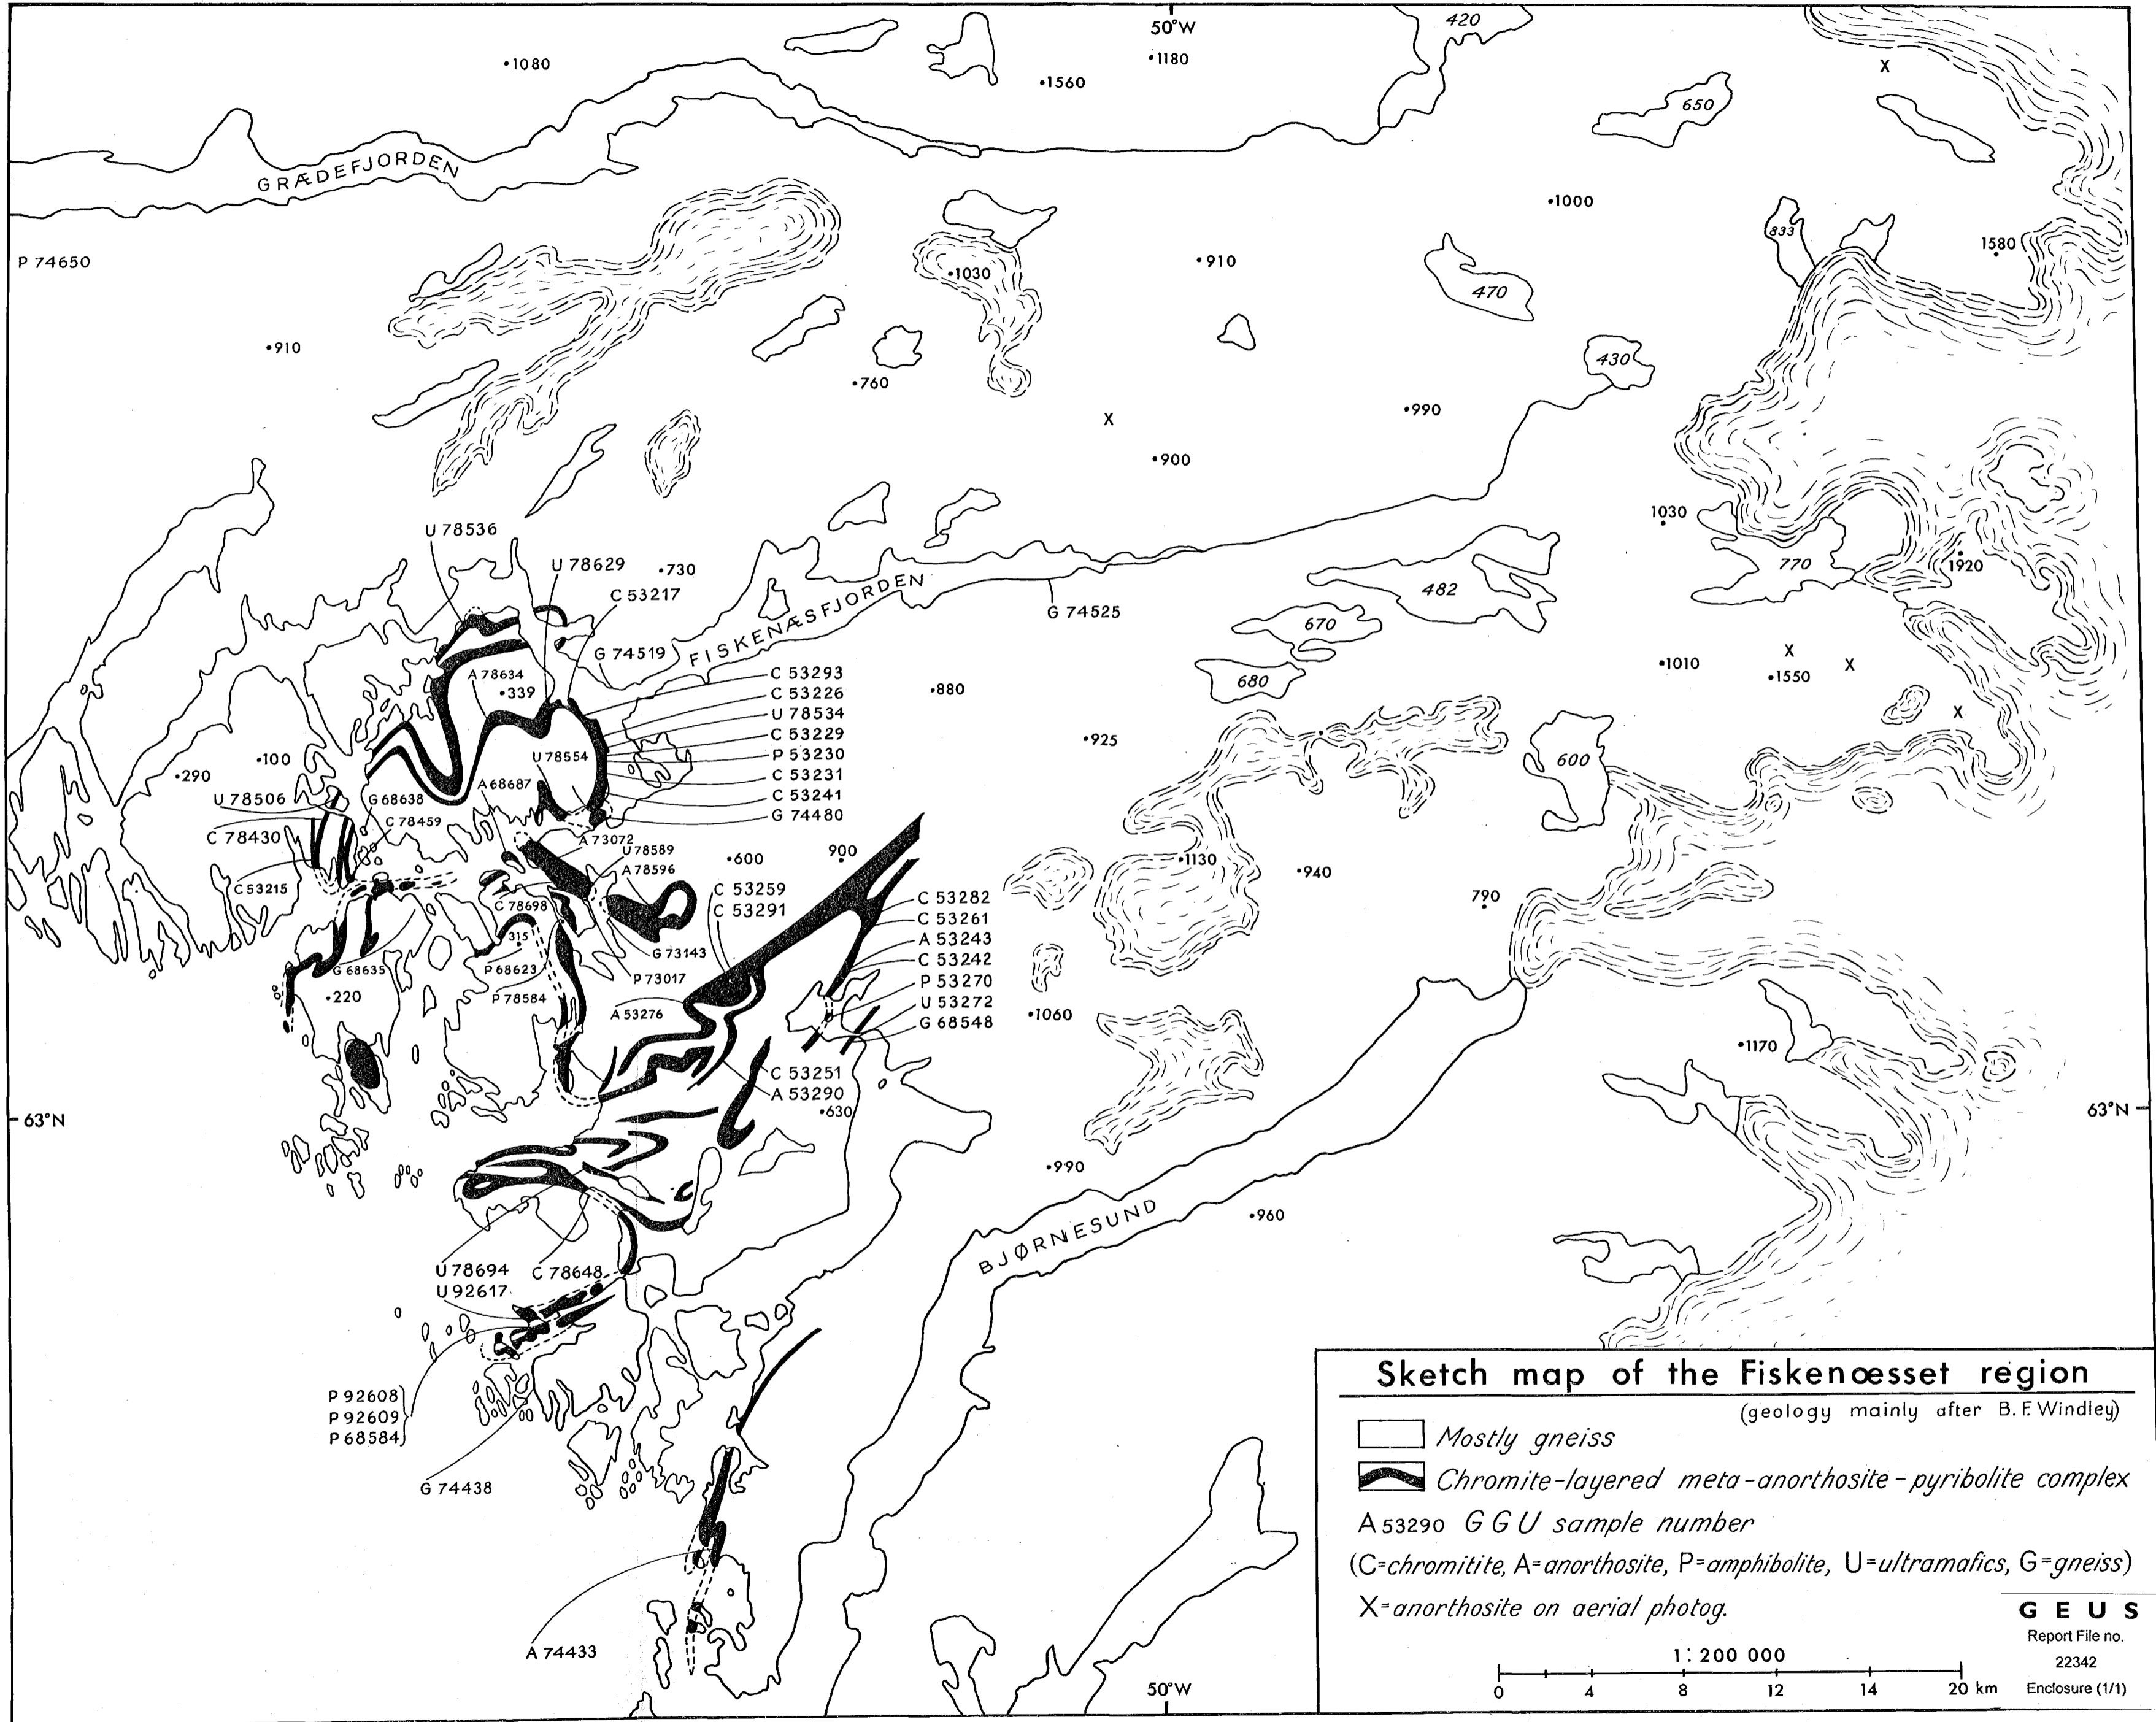 50°W
420
•1080
•1180
•1560
X
650
GRÆDEFJORDEN
•1000
833
1580
P 74650
•910
•1030
470
•910
430
•760
•990
X
•900
1030
U 78536
U 78629
•730
C 53217
FISKENÆSFJORDEN
G 74525
482
770
1920
670
G 74519
680
•1010
X
X
•1550
A 78634
•339
C 53293
C 53226
U 78534
C 53229
P 53230
C 53231
C 53241
G 74480
•880
•925
X
600
•100
•290
U 78554
A 68687
U 78506
G 68638
C 78430
C 78459
A 73072
U 78589
A 78596
•600
900
•1130
•940
790
C 53215
C 78698
C 53259
C 53291
315
G 68635
P 68623
G 73143
P 73017
•220
P 78584
A 53276
C 53282
C 53261
A 53243
C 53242
P 53270
U 53272
G 68548
•1060
•1170
C 53251
A 53290
•630
63°N
63°N
•990
BJØRNESUND
•960
U 78694
C 78648
U 92617
P 92608
P 92609
P 68584
G 74438
A 74433
50°W
Sketch map of the Fiskenæsset region
(geology mainly after B.F. Windley)
Mostly gneiss
Chromite-layered meta-anorthosite-pyribolite complex
A 53290 GGU sample number
(C=chromitite, A=anorthosite, P=amphibolite, U=ultramafics, G=gneiss)
X=anorthosite on aerial photog.
1:200 000
0 4 8 12 14 20 km
GEUS
Report File no.
22342
Enclosure (1/1)